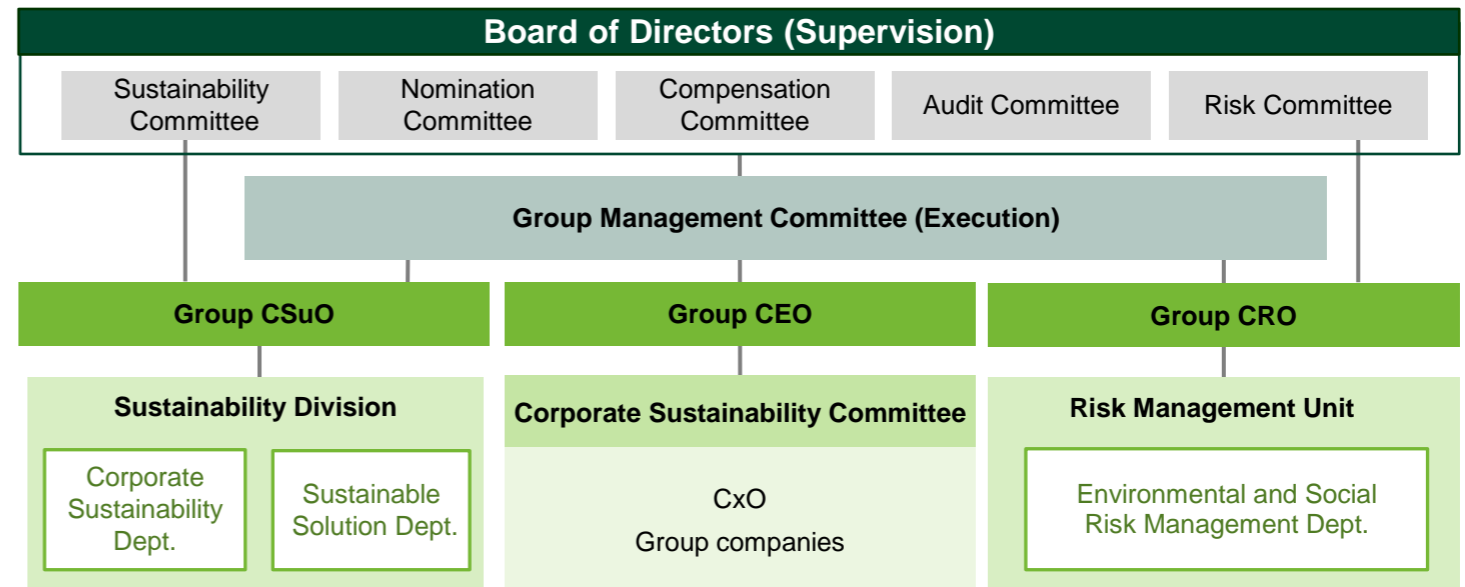 Board of Directors (Supervision)
Sustainability
Committee
Nomination
Committee
Compensation
Committee
Audit Committee
Risk Committee
Group Management Committee (Execution)
Group CSuO
Group CEO
Group CRO
Sustainability Division
Corporate
Sustainability
Dept.
Sustainable
Solution Dept.
Corporate Sustainability Committee
CxO
Group companies
Risk Management Unit
Environmental and Social
Risk Management Dept.